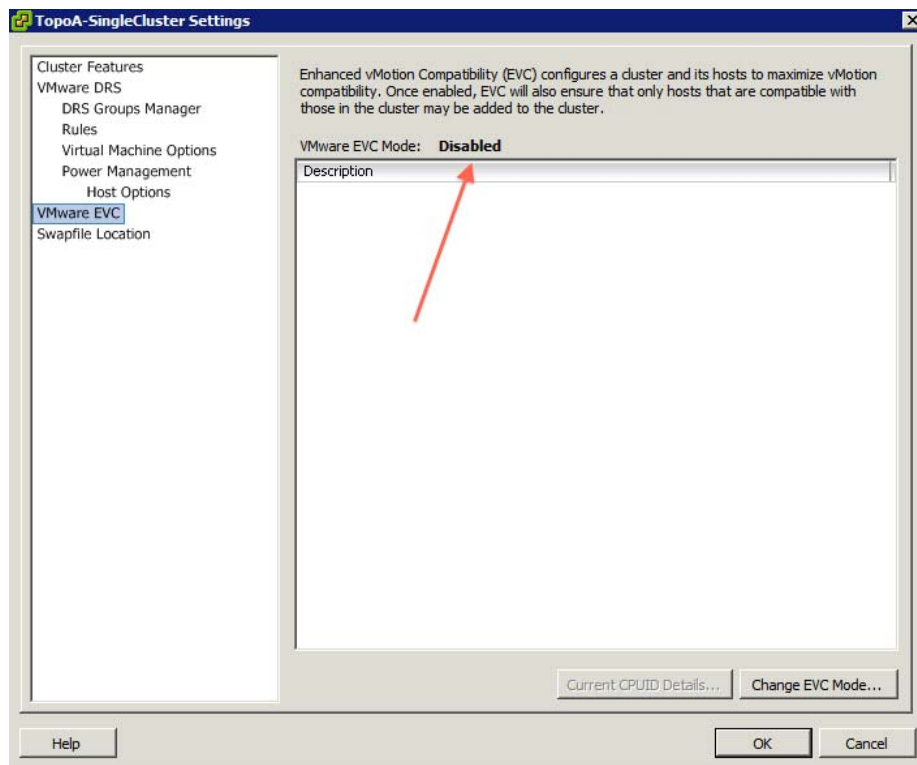 TopoA-SingleCluster Settings
Cluster Features
VMware DRS
DRS Groups Manager
Rules
Virtual Machine Options
Power Management
Host Options
VMware EVC
Swapfile Location
Enhanced vMotion Compatibility (EVC) configures a cluster and its hosts to maximize vMotion
compatibility. Once enabled, EVC will also ensure that only hosts that are compatible with
those in the cluster may be added to the cluster.
VMware EVC Mode: Disabled
Description
Current CPUID Details...
Change EVC Mode...
Help
OK
Cancel